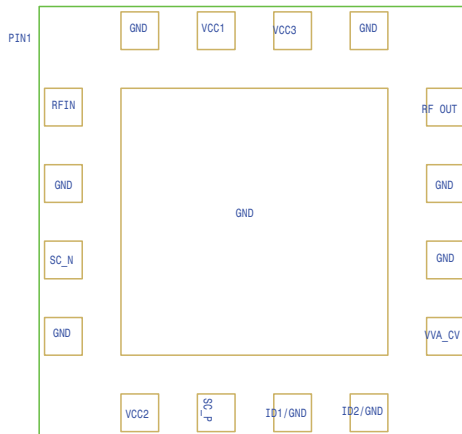 GND
VCC1
VCC3
GND
PIN1
RFIN
RF OUT
GND
GND
GND
SC_N
GND
GND
VVA_CV
VCC2
SC_P
ID1/GND
ID2/GND